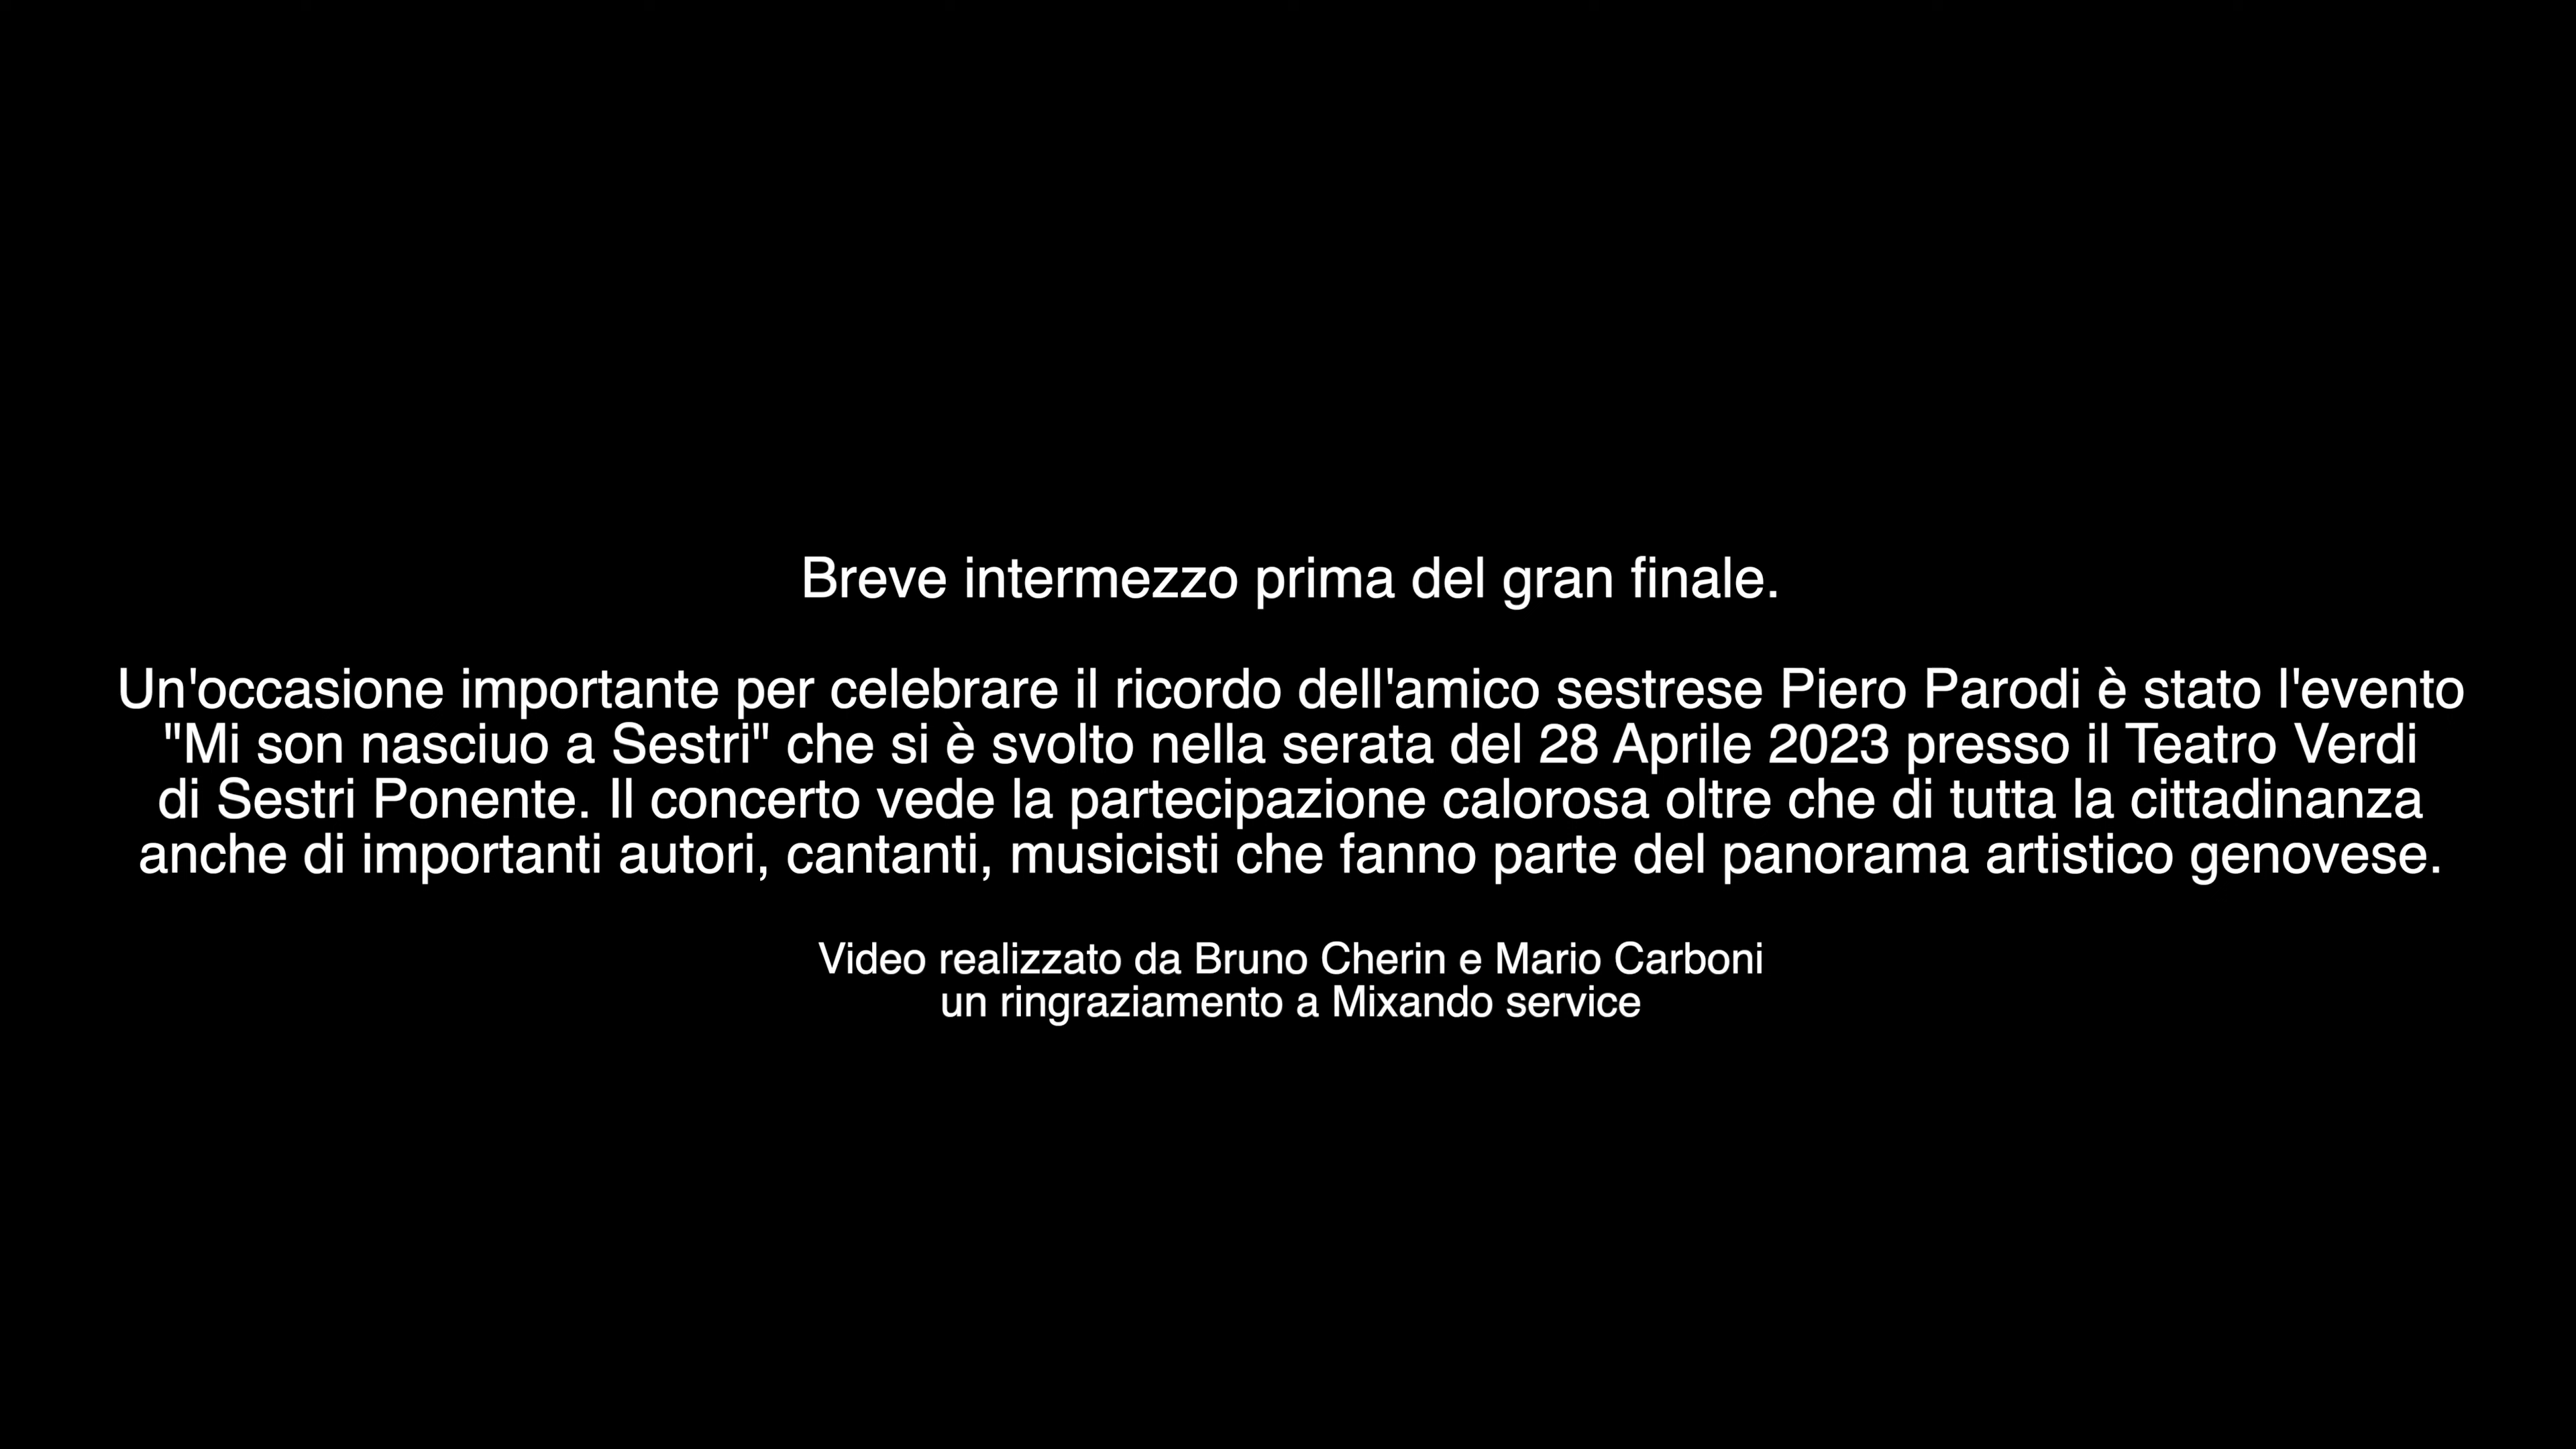 Breve intermezzo prima del gran finale.
Un'occasione importante per celebrare il ricordo dell'amico sestrese Piero Parodi è stato l'evento
"Mi son nasciuo a Sestri" che si è svolto nella serata del 28 Aprile 2023 presso il Teatro Verdi
di Sestri Ponente. Il concerto vede la partecipazione calorosa oltre che di tutta la cittadinanza
anche di importanti autori, cantanti, musicisti che fanno parte del panorama artistico genovese.
Video realizzato da Bruno Cherin e Mario Carboni
un ringraziamento a Mixando service